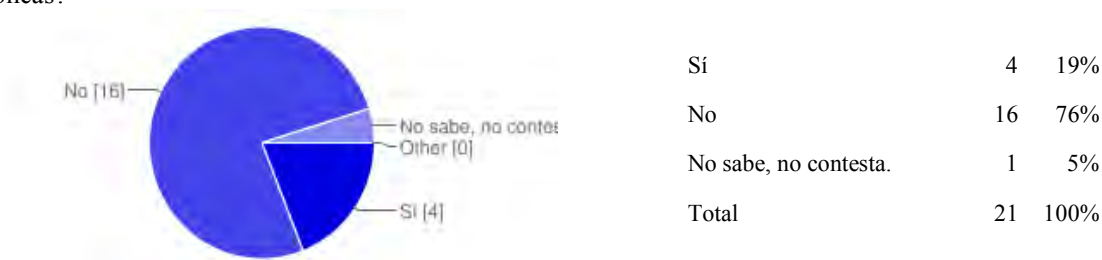 No [16]
No sabe, no contes
Other [0]
Sí [4]
Sí 4 19%
No 16 76%
No sabe, no contesta. 1 5%
Total 21 100%